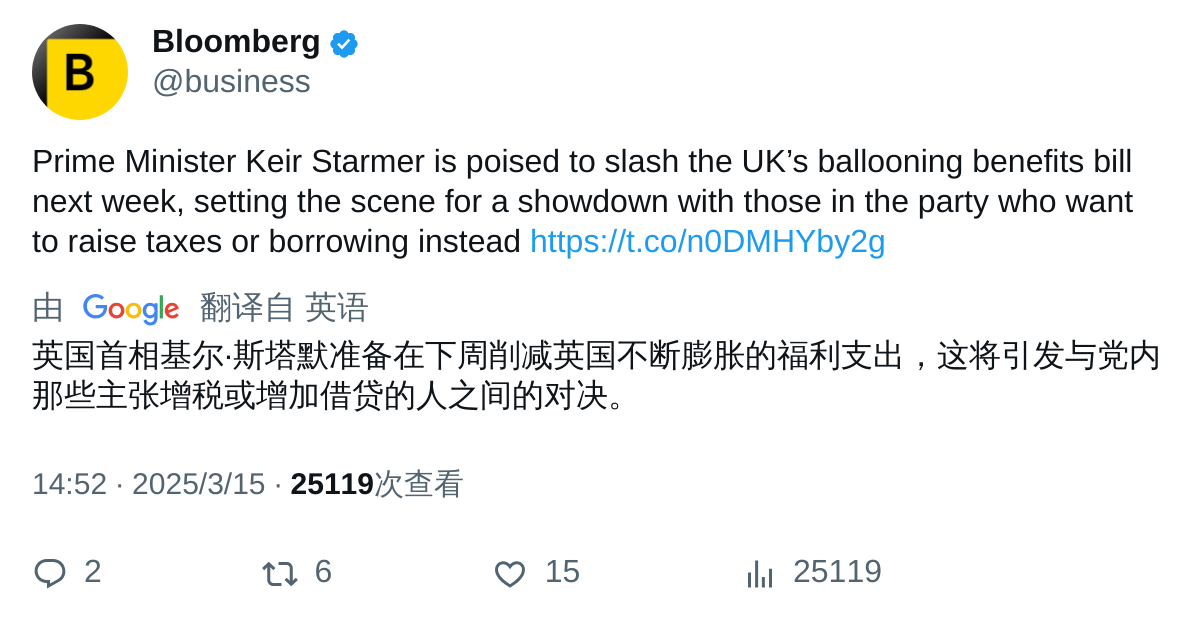 B
Bloomberg
@business
Prime Minister Keir Starmer is poised to slash the UK’s ballooning benefits bill
next week, setting the scene for a showdown with those in the party who want
to raise taxes or borrowing instead https://t.co/n0DMHYby2g
由 Google 翻译自 英语
英国首相基尔·斯塔默准备在下周削减英国不断膨胀的福利支出，这将引发与党内
那些主张增税或增加借贷的人之间的对决。
14:52 · 2025/3/15 · 25119次查看
2 6 15 25119